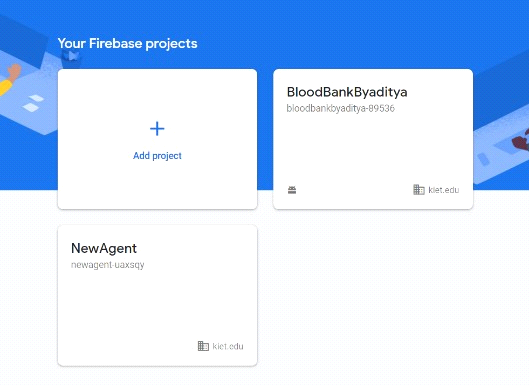 Your Firebase projects
Add project
BloodBankByaditya
bloodbankbyaditya-89536
kiet.edu
NewAgent
newagent-uaxsqy
kiet.edu